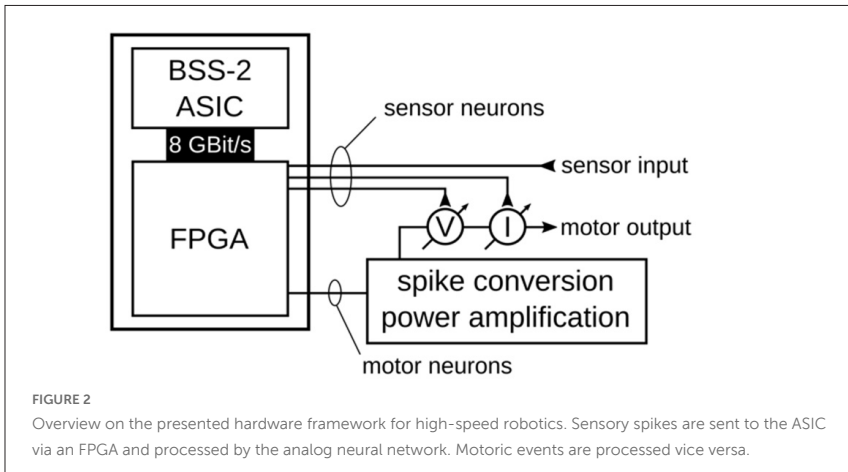 BSS-2
ASIC
sensor neurons
8 GBit/s
sensor input
FPGA
V
I
motor output
spike conversion
power amplification
motor neurons
FIGURE 2
Overview on the presented hardware framework for high-speed robotics. Sensory spikes are sent to the ASIC
via an FPGA and processed by the analog neural network. Motoric events are processed vice versa.